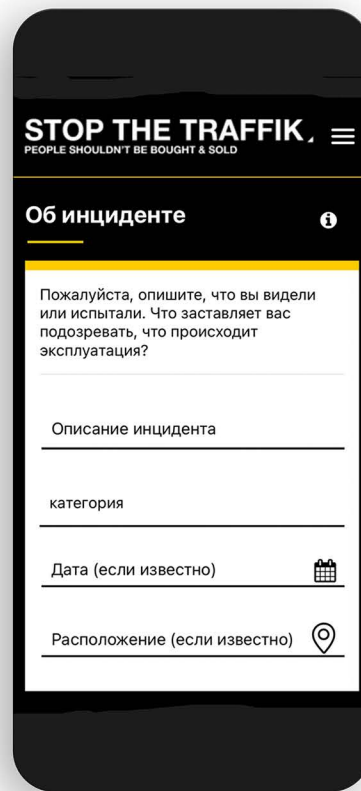 STOP THE TRAFFIK
PEOPLE SHOULDN'T BE BOUGHT & SOLD
Об инциденте
Пожалуйста, опишите, что вы видели
или испытали. Что заставляет вас
подозревать, что происходит
эксплуатация?
Описание инцидента
категория
Дата (если известно)
Расположение (если известно)